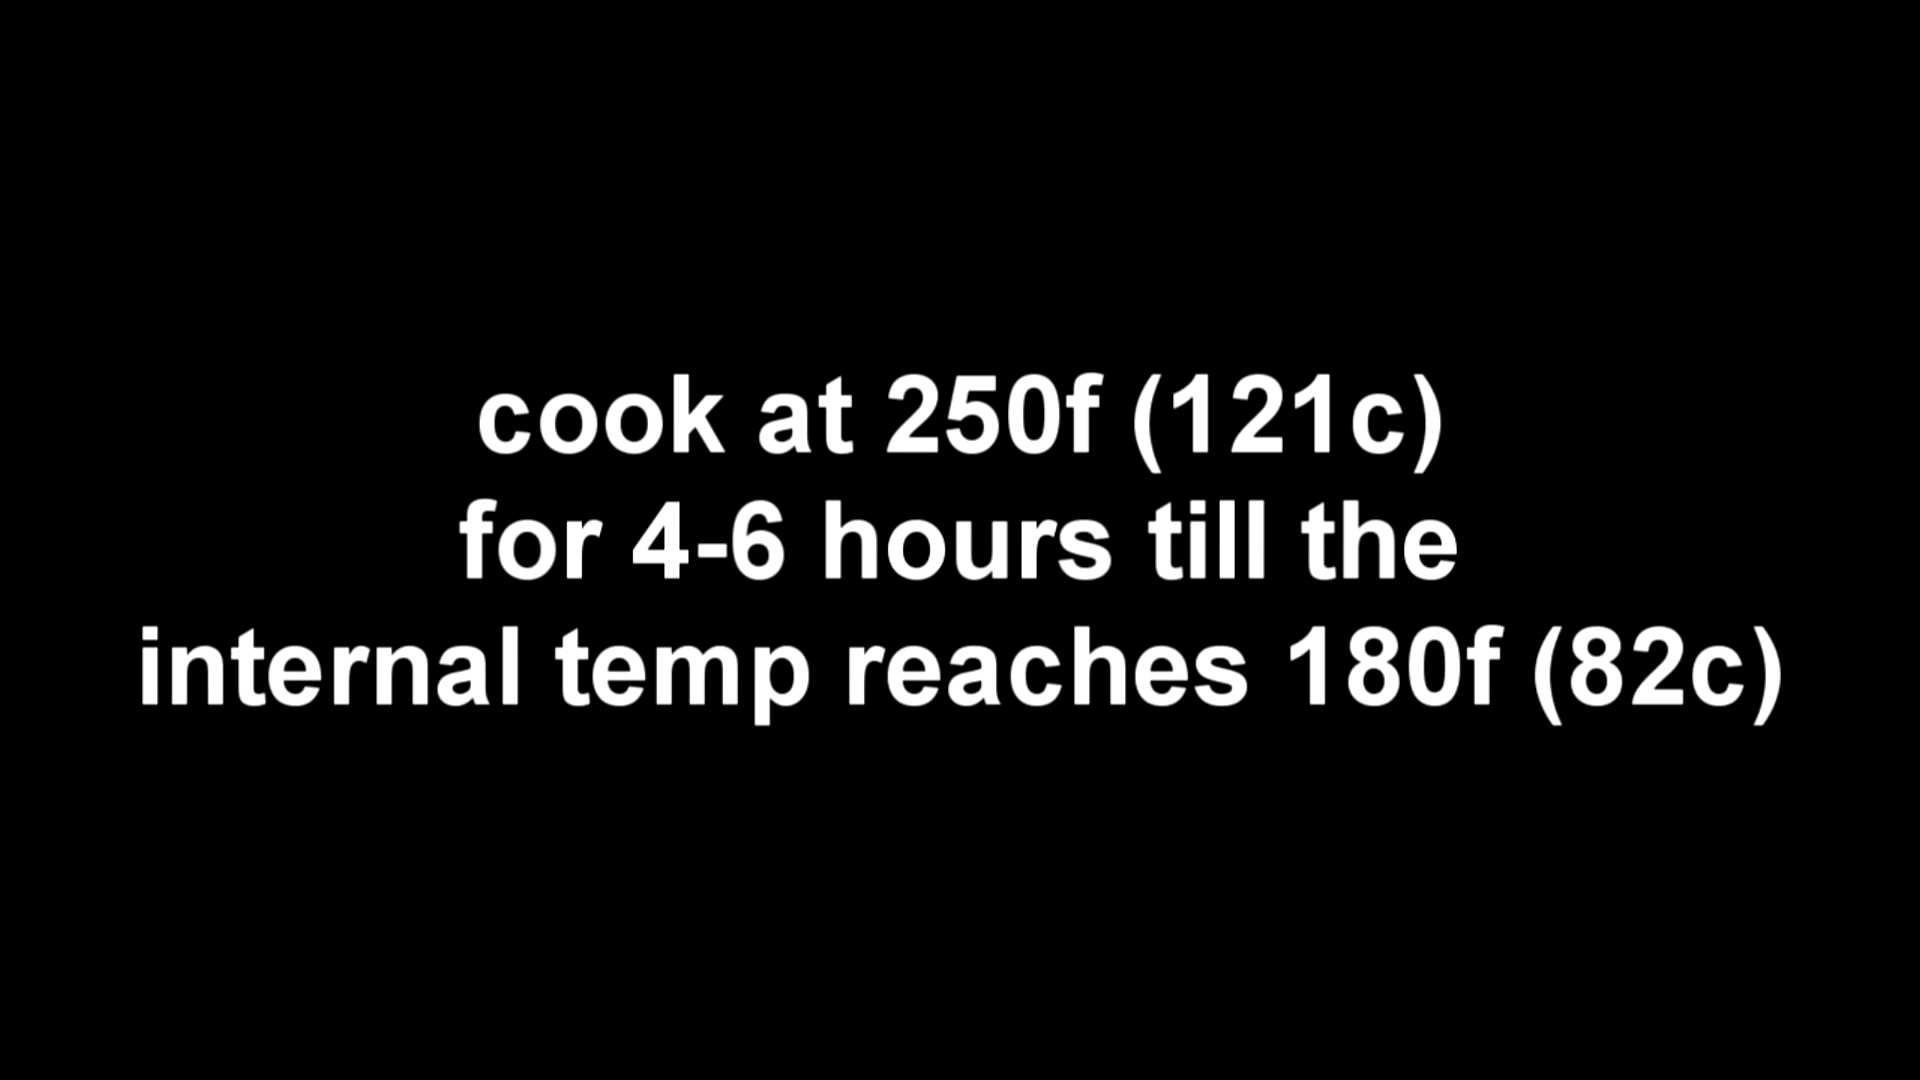 cook at 250f (121c)
for 4-6 hours till the
internal temp reaches 180f (82c)